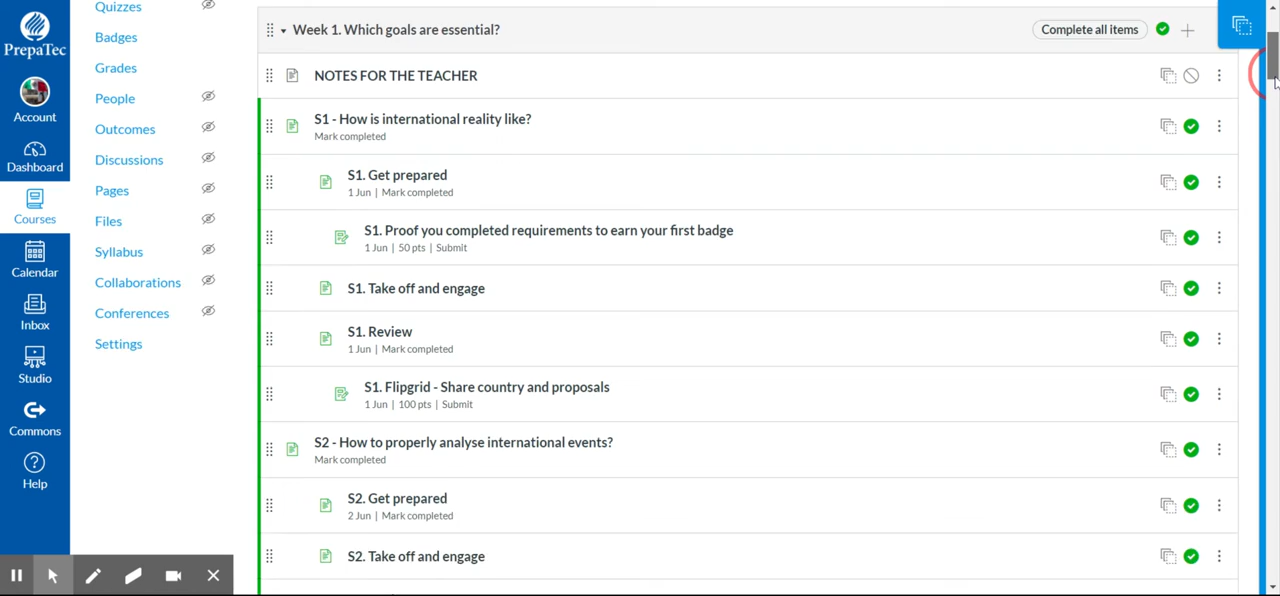 PrepaTec
Account
Dashboard
Courses
Calendar
Inbox
Studio
Commons
Help
Quizzes
Badges
Grades
People
Outcomes
Discussions
Pages
Files
Syllabus
Collaborations
Conferences
Settings
Week 1. Which goals are essential?
Complete all items
NOTES FOR THE TEACHER
S1 - How is international reality like?
Mark completed
S1. Get prepared
1 Jun | Mark completed
S1. Proof you completed requirements to earn your first badge
1 Jun | 50 pts | Submit
S1. Take off and engage
S1. Review
1 Jun | Mark completed
S1. Flipgrid - Share country and proposals
1 Jun | 100 pts | Submit
S2 - How to properly analyse international events?
Mark completed
S2. Get prepared
2 Jun | Mark completed
S2. Take off and engage